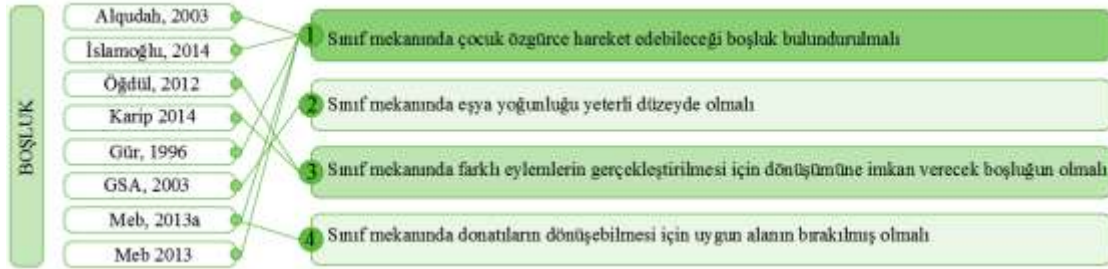 BOŞLUK
Alqudah, 2003
İslamoğlu, 2014
Öğdül, 2012
Karip 2014
Gür, 1996
GSA, 2003
Meb, 2013a
Meb 2013
1 Sınıf mekanında çocuk özgürce hareket edebileceği boşluk bulundurulmalı
2 Sınıf mekanında eşya yoğunluğu yeterli düzeyde olmalı
3 Sınıf mekanında farklı eylemlerin gerçekleştirilmesi için dönüşümüne imkan verecek boşluğun olmalı
4 Sınıf mekanında donatıların dönüşebilmesi için uygun alanın bırakılmış olmalı